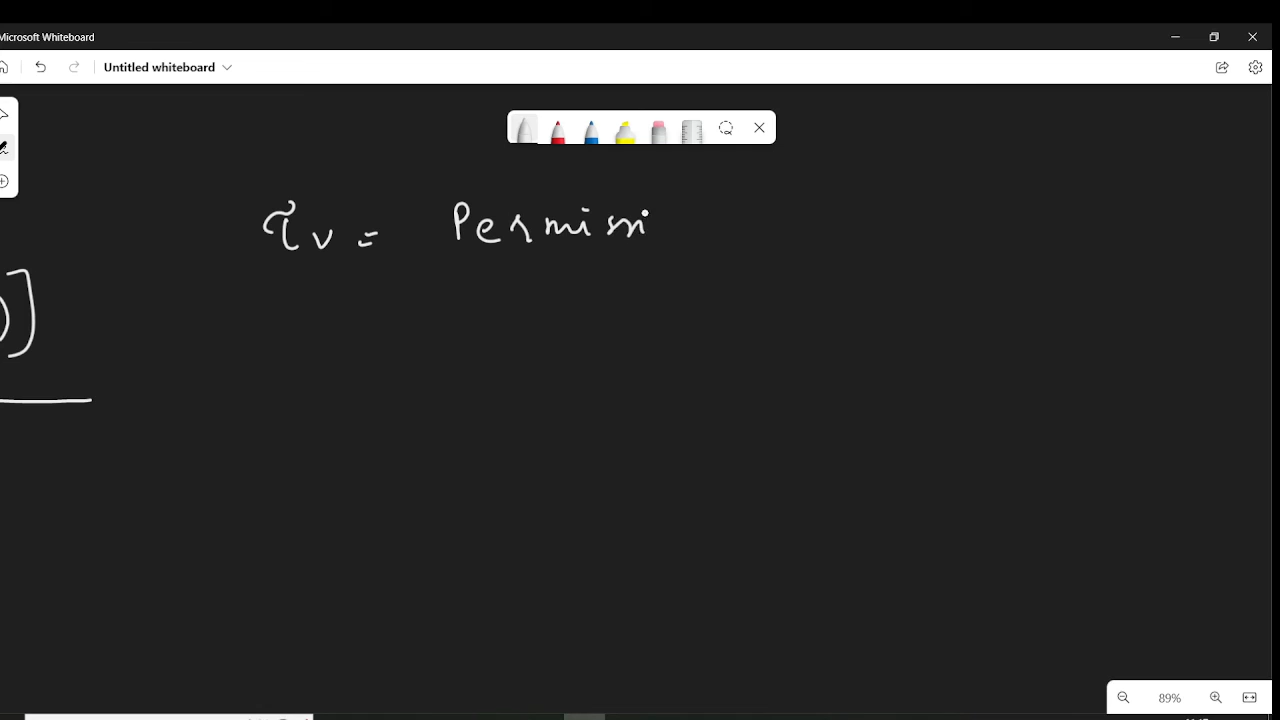 Microsoft Whiteboard
Untitled whiteboard
τv = Permissi
)]
89%